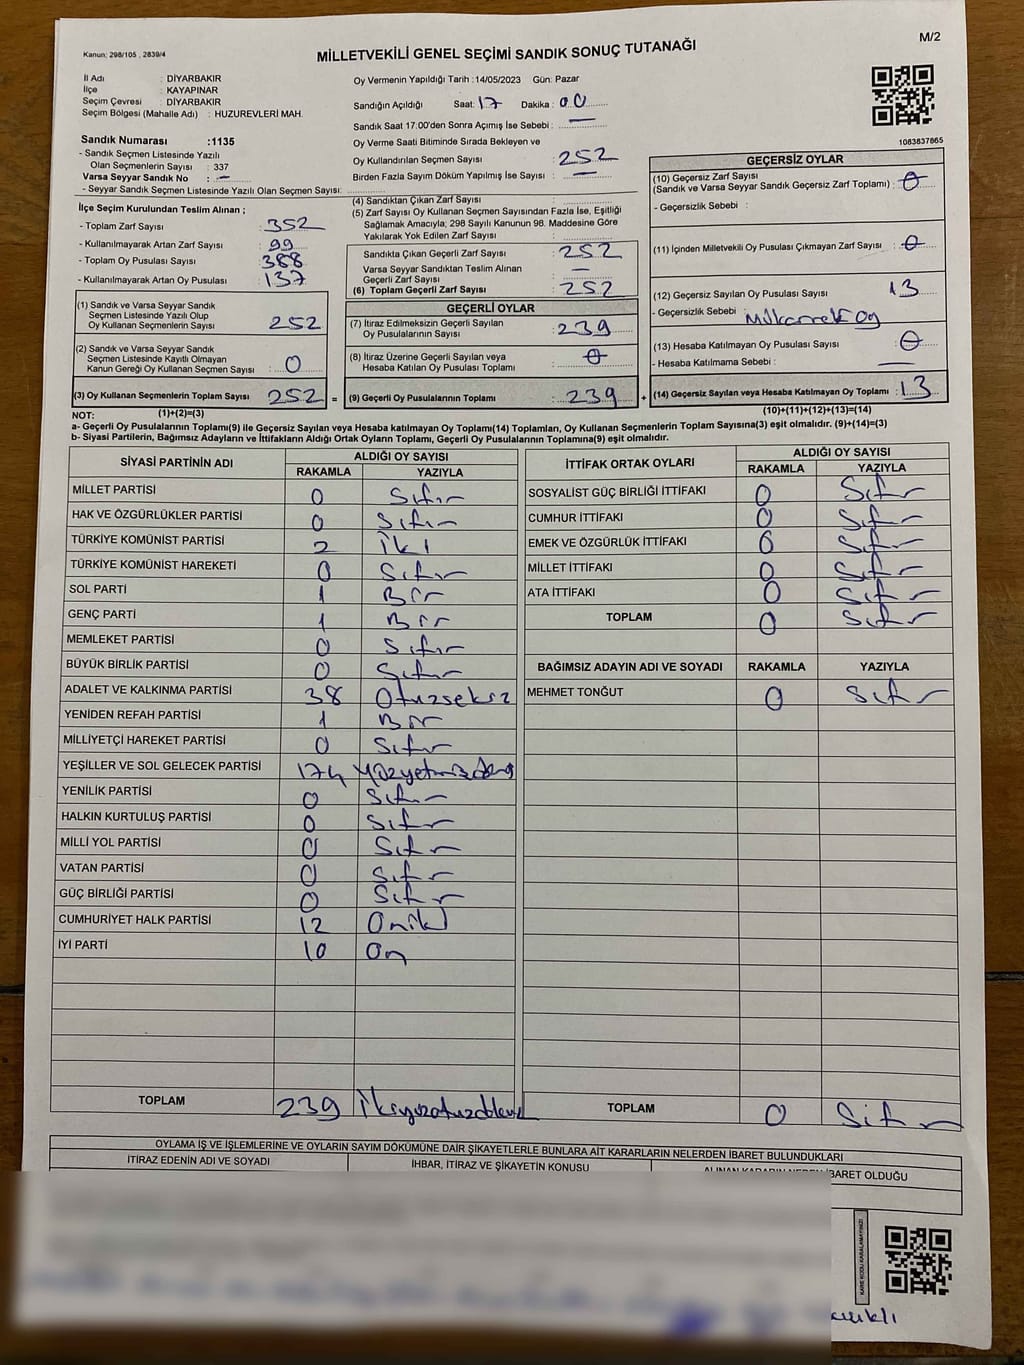 Kanun; 298/105 , 2839/4
MİLLETVEKİLİ GENEL SEÇİMİ SANDIK SONUÇ TUTANAĞI
M/2
İl Adı : DİYARBAKIR
İlçe : KAYAPINAR
Seçim Çevresi : DİYARBAKIR
Seçim Bölgesi (Mahalle Adı) : HUZUREVLERİ MAH.
Sandık Numarası :1135
- Sandık Seçmen Listesinde Yazılı
Olan Seçmenlerin Sayısı : 337
Varsa Seyyar Sandık No : –
- Seyyar Sandık Seçmen Listesinde Yazılı Olan Seçmen Sayısı:
İlçe Seçim Kurulundan Teslim Alınan ;
- Toplam Zarf Sayısı : 352
- Kullanılmayarak Artan Zarf Sayısı : 99
- Toplam Oy Pusulası Sayısı : 388
- Kullanılmayarak Artan Oy Pusulası : 137
(1) Sandık ve Varsa Seyyar Sandık
Seçmen Listesinde Yazılı Olup
Oy Kullanan Seçmenlerin Sayısı : 252
(2) Sandık ve Varsa Seyyar Sandık
Seçmen Listesinde Kayıtlı Olmayan
Kanun Gereği Oy Kullanan Seçmen Sayısı : 0
(3) Oy Kullanan Seçmenlerin Toplam Sayısı : 252 =
Oy Vermenin Yapıldığı Tarih : 14/05/2023 Gün: Pazar
Sandığın Açıldığı Saat: 17 Dakika : 00
Sandık Saat 17:00'den Sonra Açımış İse Sebebi : –
Oy Verme Saati Bitiminde Sırada Bekleyen ve
Oy Kullandırılan Seçmen Sayısı : 252
Birden Fazla Sayım Döküm Yapılmış İse Sayısı : –
(4) Sandıktan Çıkan Zarf Sayısı :
(5) Zarf Sayısı Oy Kullanan Seçmen Sayısından Fazla İse, Eşitliği
Sağlamak Amacıyla; 298 Sayılı Kanunun 98. Maddesine Göre
Yakılarak Yok Edilen Zarf Sayısı :
Sandıkta Çıkan Geçerli Zarf Sayısı : 252
Varsa Seyyar Sandıktan Teslim Alınan
Geçerli Zarf Sayısı : –
(6) Toplam Geçerli Zarf Sayısı : 252
GEÇERLİ OYLAR
(7) İtiraz Edilmeksizin Geçerli Sayılan
Oy Pusulalarının Sayısı : 239
(8) İtiraz Üzerine Geçerli Sayılan veya
Hesaba Katılan Oy Pusulası Toplamı : 0
(9) Geçerli Oy Pusulalarının Toplamı : 239 +
1083837865
GEÇERSİZ OYLAR
(10) Geçersiz Zarf Sayısı
(Sandık ve Varsa Seyyar Sandık Geçersiz Zarf Toplamı) : 0
- Geçersizlik Sebebi :
(11) İçinden Milletvekili Oy Pusulası Çıkmayan Zarf Sayısı : 0
(12) Geçersiz Sayılan Oy Pusulası Sayısı 13
- Geçersizlik Sebebi Mükerrek oy
(13) Hesaba Katılmayan Oy Pusulası Sayısı : 0
- Hesaba Katılmama Sebebi : –
(14) Geçersiz Sayılan veya Hesaba Katılmayan Oy Toplamı : 13
NOT: (1)+(2)=(3) (10)+(11)+(12)+(13)=(14)
a- Geçerli Oy Pusulalarının Toplamı(9) ile Geçersiz Sayılan veya Hesaba katılmayan Oy Toplamı(14) Toplamları, Oy Kullanan Seçmenlerin Toplam Sayısına(3) eşit olmalıdır. (9)+(14)=(3)
b- Siyasi Partilerin, Bağımsız Adayların ve İttifakların Aldığı Ortak Oyların Toplamı, Geçerli Oy Pusulalarının Toplamına(9) eşit olmalıdır.
SİYASİ PARTİNİN ADI ALDIĞI OY SAYISI
RAKAMLA YAZIYLA
MİLLET PARTİSİ 0 Sıfır
HAK VE ÖZGÜRLÜKLER PARTİSİ 0 Sıfır
TÜRKİYE KOMÜNİST PARTİSİ 2 İki
TÜRKİYE KOMÜNİST HAREKETİ 0 Sıfır
SOL PARTİ 1 Bir
GENÇ PARTİ 1 Bir
MEMLEKET PARTİSİ 0 Sıfır
BÜYÜK BİRLİK PARTİSİ 0 Sıfır
ADALET VE KALKINMA PARTİSİ 38 Otuzsekiz
YENİDEN REFAH PARTİSİ 1 Bir
MİLLİYETÇİ HAREKET PARTİSİ 0 Sıfır
YEŞİLLER VE SOL GELECEK PARTİSİ 174
YENİLİK PARTİSİ 0 Sıfır
HALKIN KURTULUŞ PARTİSİ 0 Sıfır
MİLLİ YOL PARTİSİ 0 Sıfır
VATAN PARTİSİ 0 Sıfır
GÜÇ BİRLİĞİ PARTİSİ 0 Sıfır
CUMHURİYET HALK PARTİSİ 12 Oniki
İYİ PARTİ 10 On
TOPLAM 239
İTTİFAK ORTAK OYLARI ALDIĞI OY SAYISI
RAKAMLA YAZIYLA
SOSYALİST GÜÇ BİRLİĞİ İTTİFAKI 0 Sıfır
CUMHUR İTTİFAKI 0 Sıfır
EMEK VE ÖZGÜRLÜK İTTİFAKI 0 Sıfır
MİLLET İTTİFAKI 0 Sıfır
ATA İTTİFAKI 0 Sıfır
TOPLAM 0 Sıfır
BAĞIMSIZ ADAYIN ADI VE SOYADI RAKAMLA YAZIYLA
MEHMET TONĞUT 0 Sıfır
TOPLAM 0 Sıfır
OYLAMA İŞ VE İŞLEMLERİNE VE OYLARIN SAYIM DÖKÜMÜNE DAİR ŞİKAYETLERLE BUNLARA AİT KARARLARIN NELERDEN İBARET BULUNDUKLARI
İTİRAZ EDENİN ADI VE SOYADI İHBAR, İTİRAZ VE ŞİKAYETİN KONUSU ALINAN KARARIN NEDEN İBARET OLDUĞU
KARE KODU KARALAMAYINIZ!